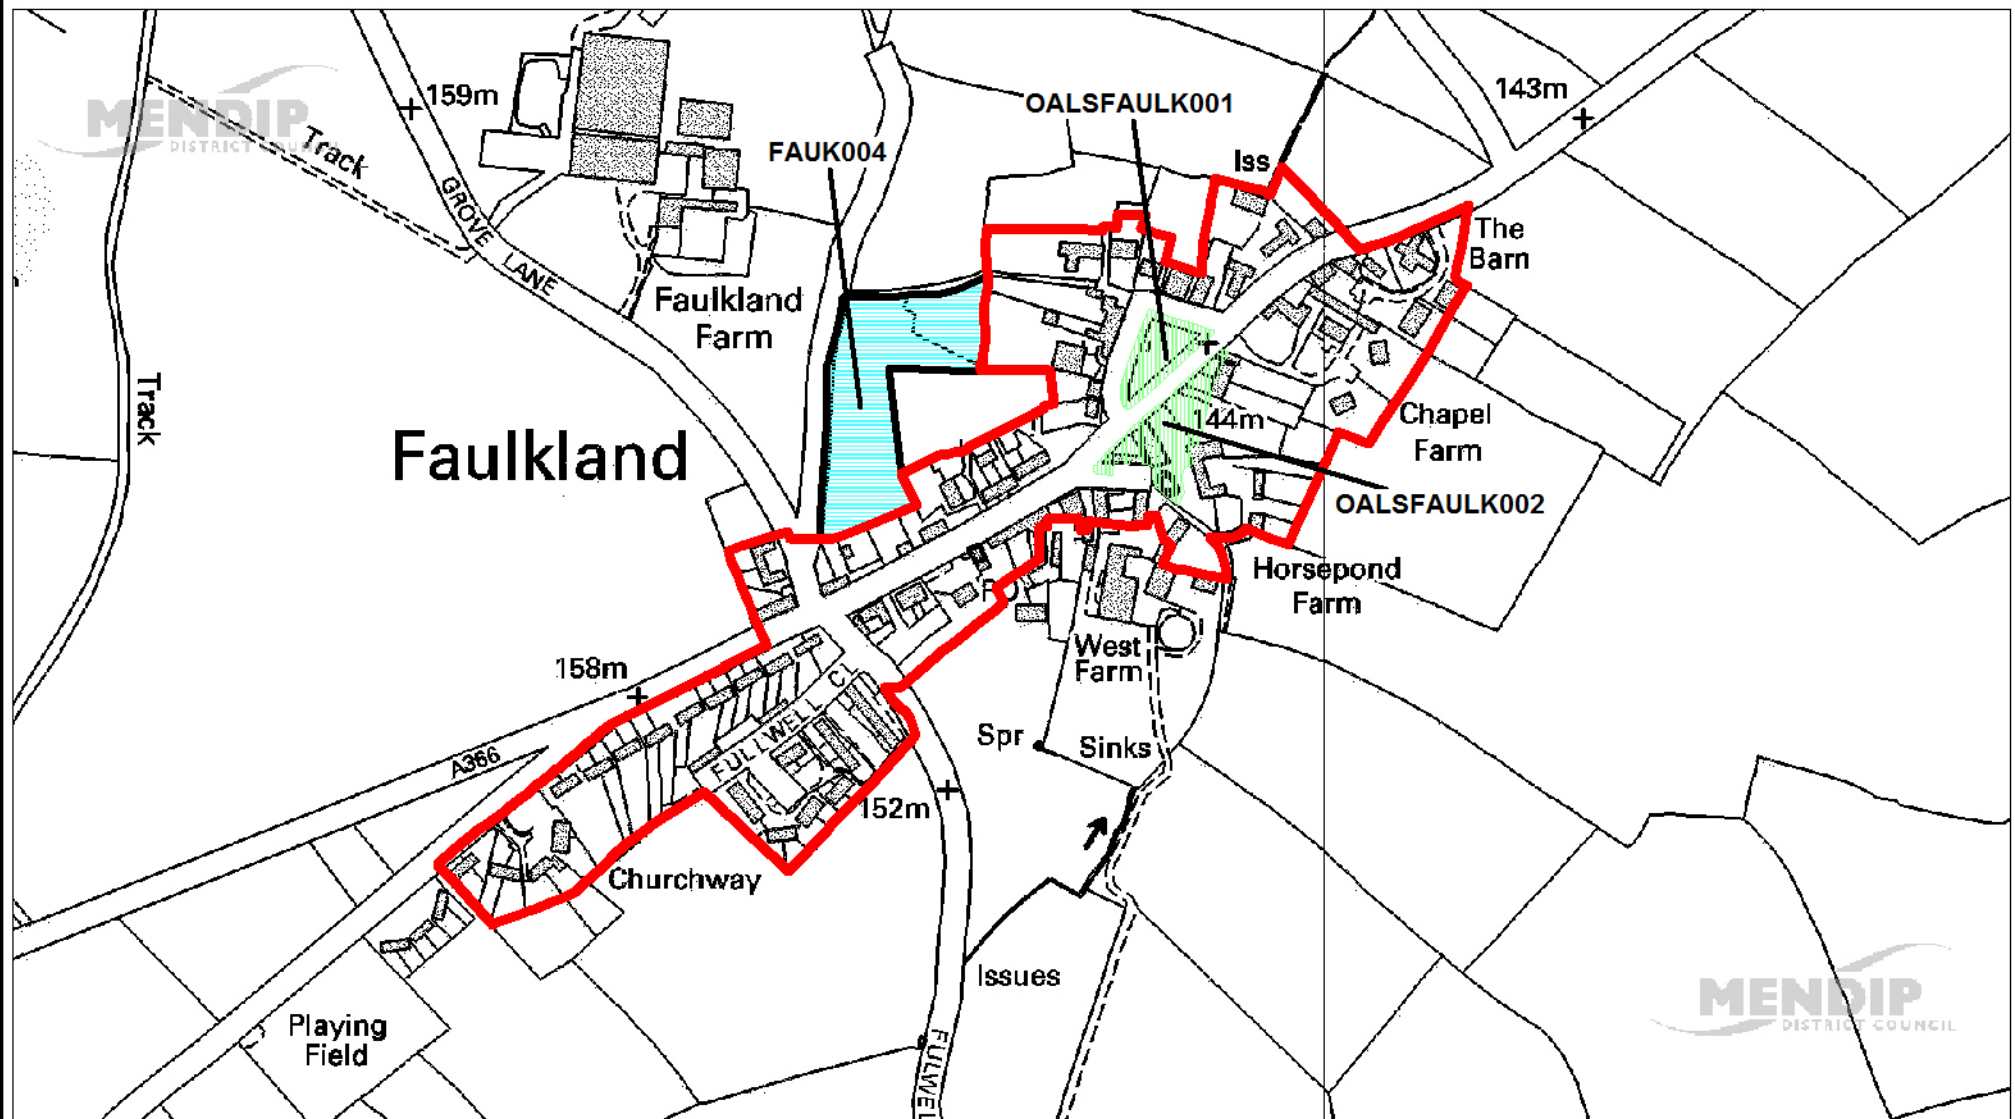 MENDIP
DISTRICT COUNCIL
159m
Track
GROVE
LANE
FAUK004
OALSFAULK001
Iss
143m
The
Barn
Faulkland
Farm
Track
Faulkland
144m
Chapel
Farm
OALSFAULK002
Horsepond
Farm
West
Farm
158m
A366
FULLWELL
Spr
Sinks
152m
Churchway
Issues
Playing
Field
MENDIP
DISTRICT COUNCIL